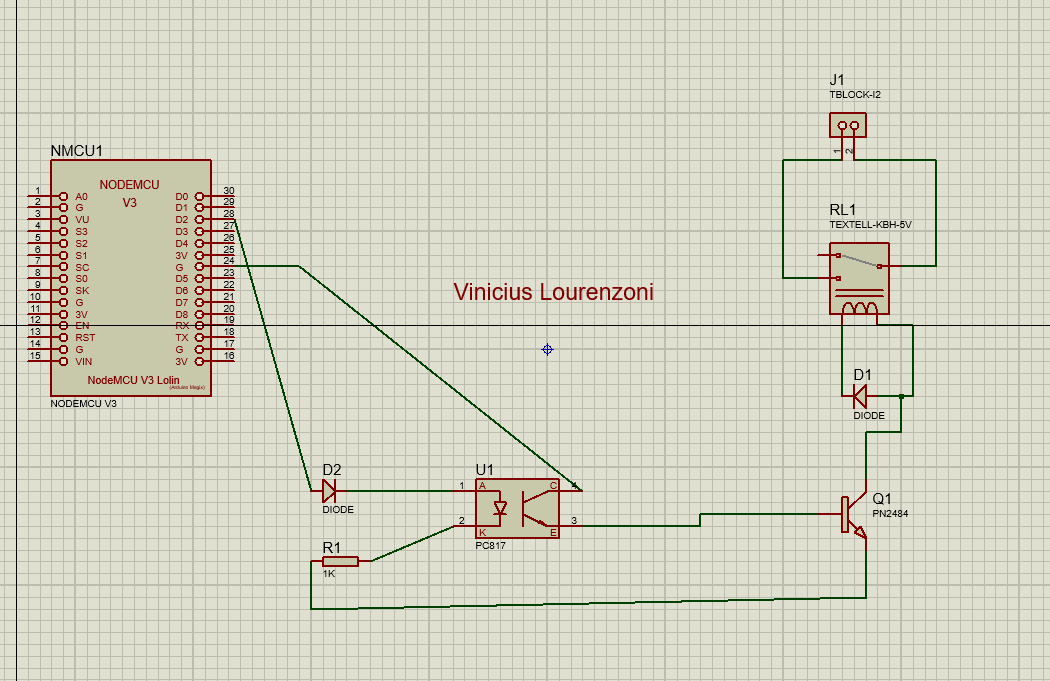 J1
TBLOCK-I2
1 2
NMCU1
NODEMCU
V3
1 A0 D0 30
2 G D1 29
3 VU D2 28
4 S3 D3 27
5 S2 D4 26
6 S1 3V 25
7 SC G 24
8 S0 D5 23
9 SK D6 22
10 G D7 21
11 3V D8 20
12 EN RX 19
13 RST TX 18
14 G G 17
15 VIN 3V 16
NodeMCU V3 Lolin
(Arduino Megix)
NODEMCU V3
RL1
TEXTELL-KBH-5V
Vinicius Lourenzoni
D1
DIODE
D2
DIODE
U1
1 A C
2 K E 3
PC817
Q1
PN2484
R1
1K